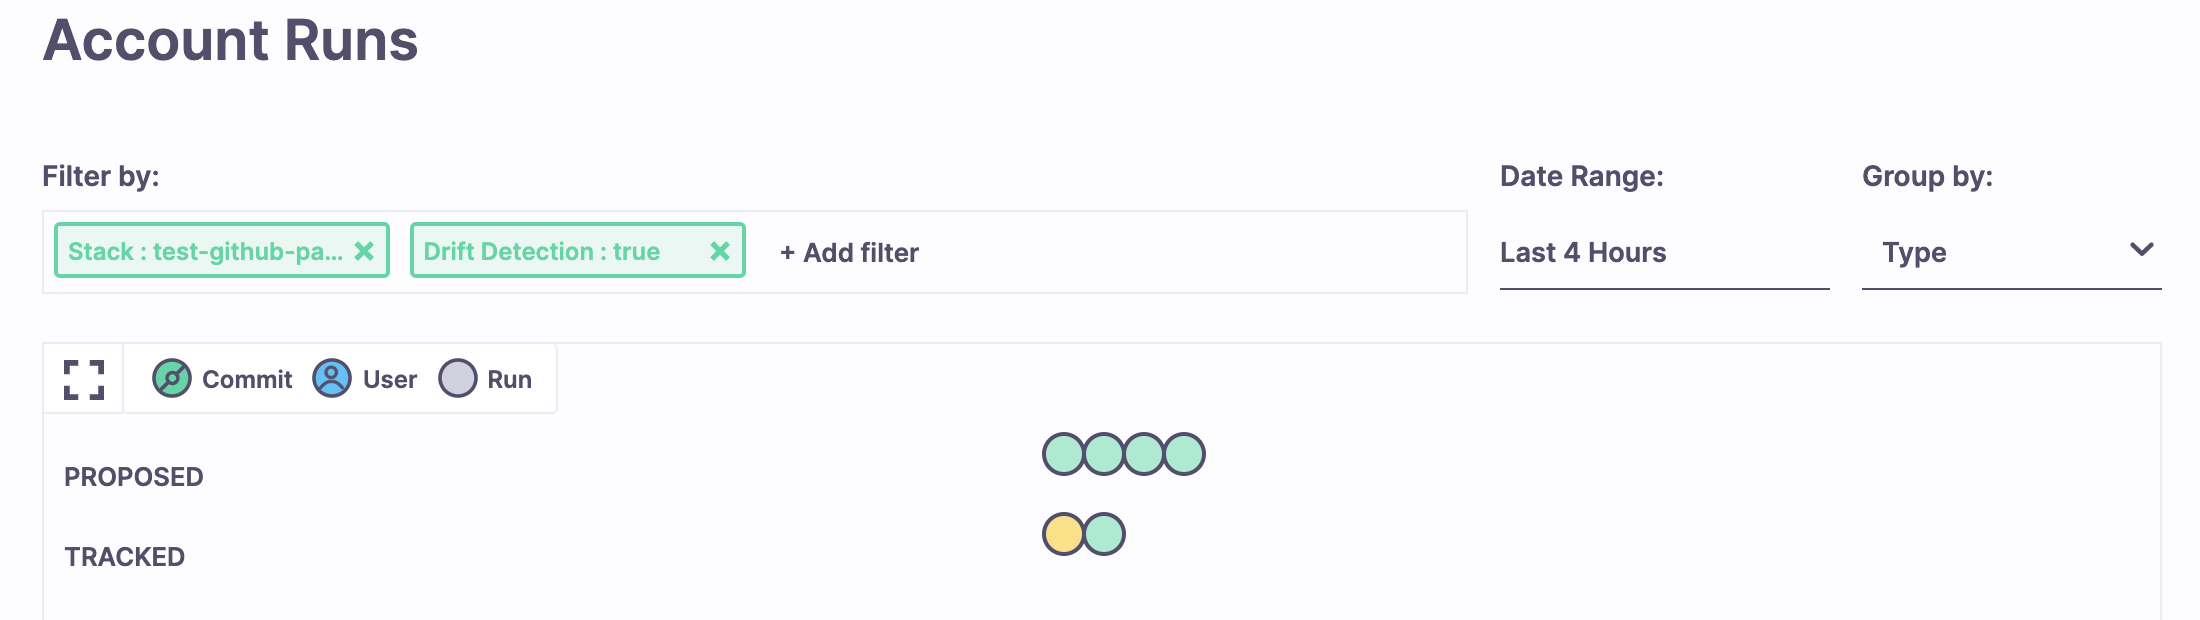 Account Runs
Filter by:
Date Range:
Group by:
Stack : test-github-pa...
Drift Detection : true
+ Add filter
Last 4 Hours
Type
Commit
User
Run
PROPOSED
TRACKED